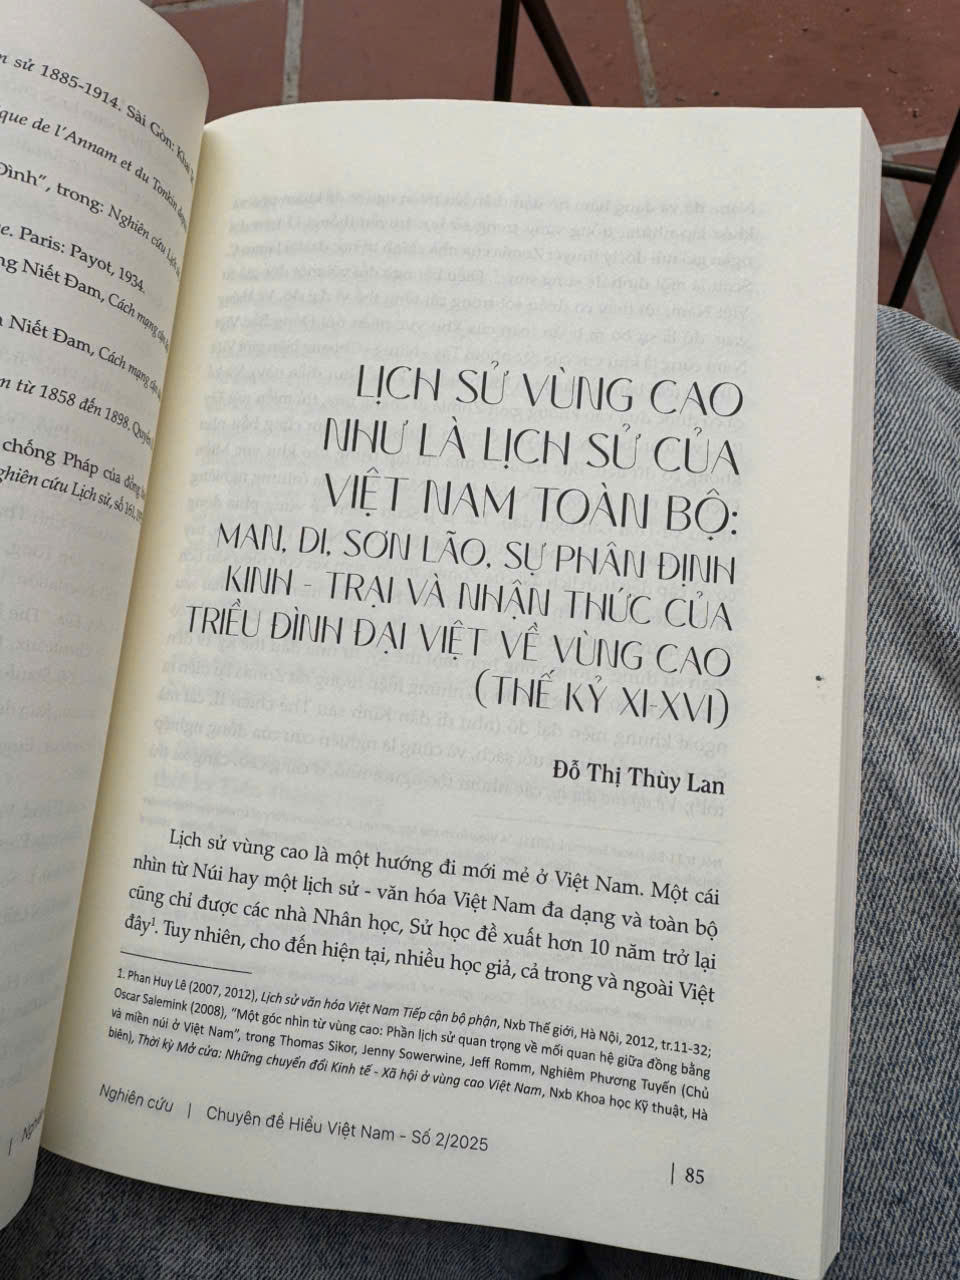 sử 1885-1914. Sài Gòn: Khai
que de l'Annam et du Tonkin
Đình”, trong: Nghiên cứu Lịch sử
Paris: Payot, 1934.
Niết Đam, Cách mạng cận
Niết Đam, Cách mạng cận
từ 1858 đến 1898. Quyển
chống Pháp của đồng
Nghiên cứu Lịch sử, số 161,
LỊCH SỬ VÙNG CAO
NHƯ LÀ LỊCH SỬ CỦA
VIỆT NAM TOÀN BỘ:
MAN, DI, SƠN LÃO, SỰ PHÂN ĐỊNH
KINH - TRẠI VÀ NHẬN THỨC CỦA
TRIỀU ĐÌNH ĐẠI VIỆT VỀ VÙNG CAO
(THẾ KỶ XI-XVI)
Đỗ Thị Thùy Lan
Lịch sử vùng cao là một hướng đi mới mẻ ở Việt Nam. Một cái
nhìn từ Núi hay một lịch sử - văn hóa Việt Nam đa dạng và toàn bộ
cũng chỉ được các nhà Nhân học, Sử học đề xuất hơn 10 năm trở lại
đây¹. Tuy nhiên, cho đến hiện tại, nhiều học giả, cả trong và ngoài Việt
1. Phan Huy Lê (2007, 2012), Lịch sử văn hóa Việt Nam Tiếp cận bộ phận, Nxb Thế giới, Hà Nội, 2012, tr.11-32;
Oscar Salemink (2008), “Một góc nhìn từ vùng cao: Phần lịch sử quan trọng về mối quan hệ giữa đồng bằng
và miền núi ở Việt Nam”, trong Thomas Sikor, Jenny Sowerwine, Jeff Romm, Nghiêm Phương Tuyến (Chủ
biên), Thời kỳ Mở cửa: Những chuyển đổi Kinh tế - Xã hội ở vùng cao Việt Nam, Nxb Khoa học Kỹ thuật, Hà
Nghiên cứu | Chuyên đề Hiểu Việt Nam - Số 2/2025
| 85